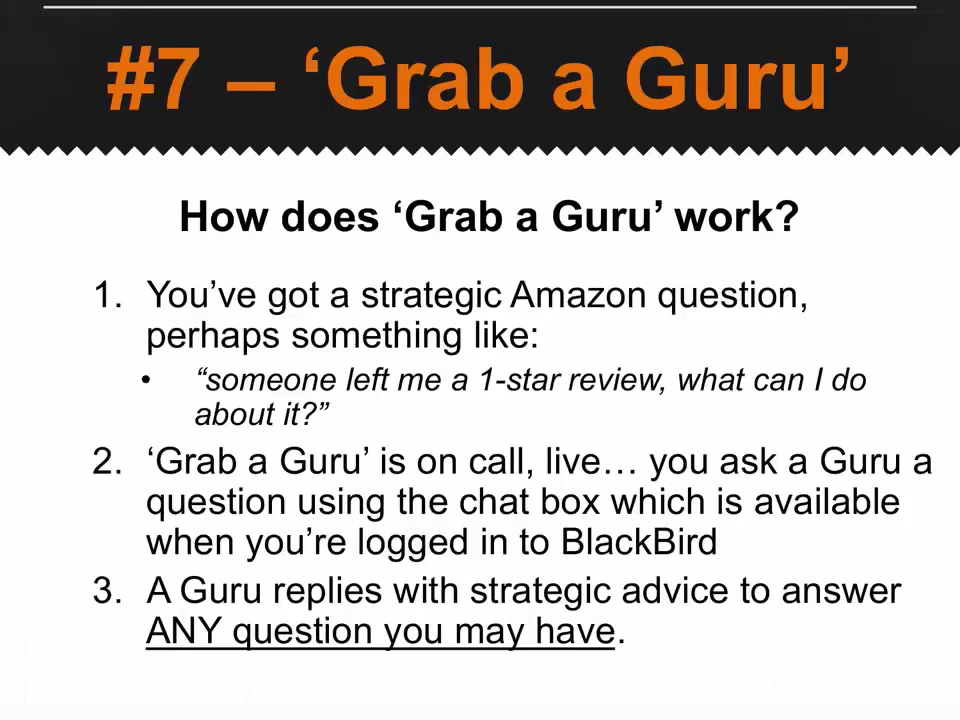 #7 – ‘Grab a Guru’
How does ‘Grab a Guru’ work?
1. You’ve got a strategic Amazon question,
perhaps something like:
• “someone left me a 1-star review, what can I do
about it?”
2. ‘Grab a Guru’ is on call, live… you ask a Guru a
question using the chat box which is available
when you’re logged in to BlackBird
3. A Guru replies with strategic advice to answer
ANY question you may have.